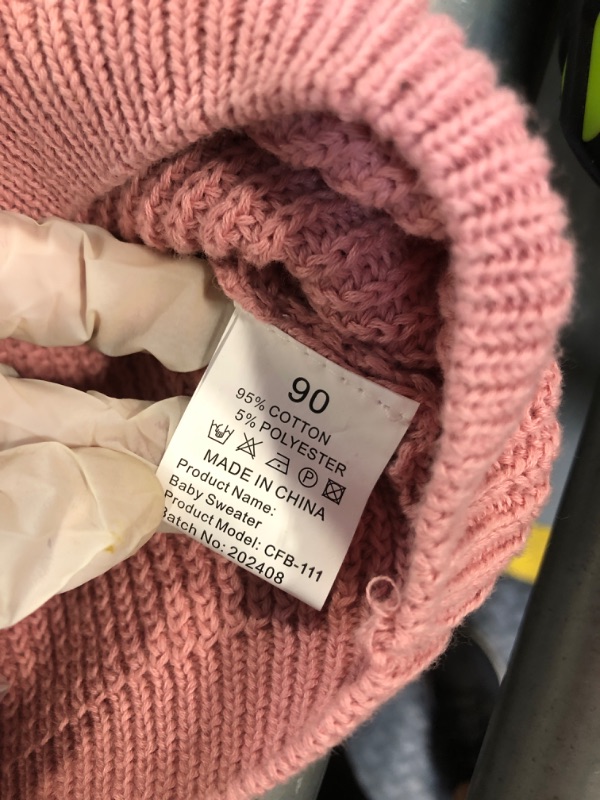 90
95% COTTON
5% POLYESTER
P
MADE IN CHINA
Product Name:
Baby Sweater
Product Model: CFB-111
Batch No: 202408